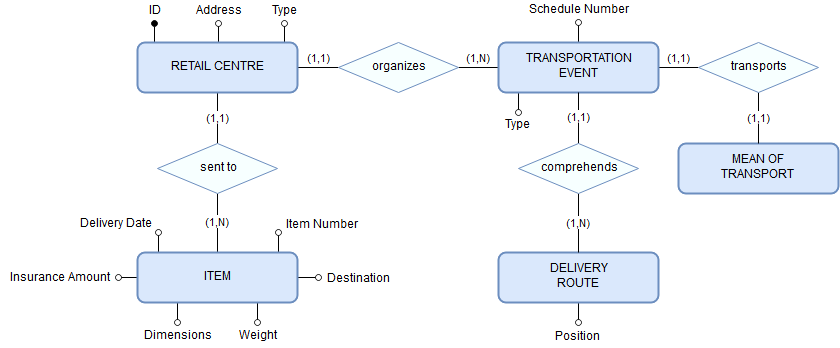 ID
Address
Type
Schedule Number
RETAIL CENTRE
(1,1)
organizes
(1,N)
TRANSPORTATION
EVENT
(1,1)
transports
(1,1)
Type
(1,1)
(1,1)
sent to
comprehends
MEAN OF
TRANSPORT
Delivery Date
(1,N)
Item Number
(1,N)
Insurance Amount
ITEM
Destination
DELIVERY
ROUTE
Dimensions
Weight
Position